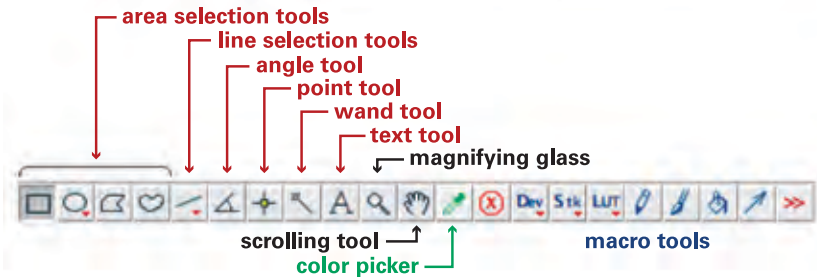 area selection tools
line selection tools
angle tool
point tool
wand tool
text tool
magnifying glass
A Dev Stk LUT >>
scrolling tool
macro tools
color picker